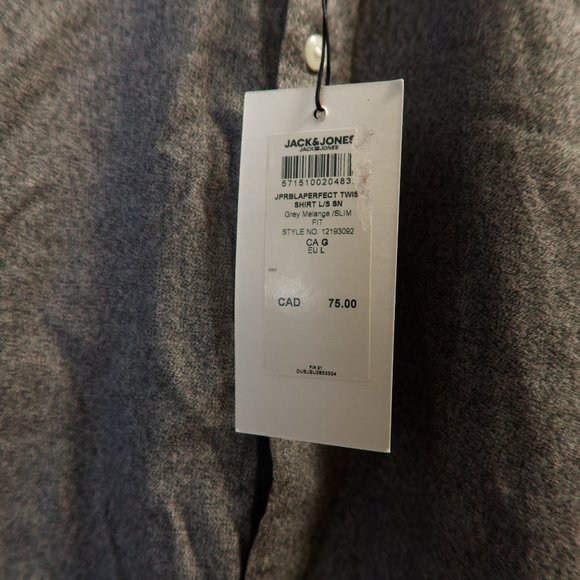 JACK&JONES
JACK&JONES
571510020483
JPRBLAPERFECT TWIS
SHIRT L/S SN
Grey Melange /SLIM
FIT
STYLE NO. 12193092
CA G
EU L
CAD 75.00